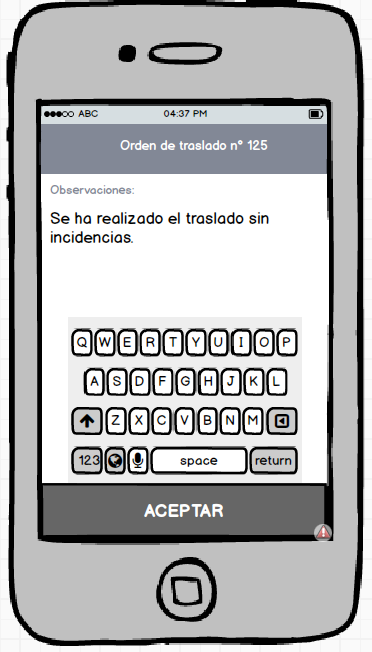 ABC 04:37 PM
Orden de traslado n° 125
Observaciones:
Se ha realizado el traslado sin
incidencias.
Q W E R T Y U I O P
A S D F G H J K L
Z X C V B N M
123 space return
ACEPTAR